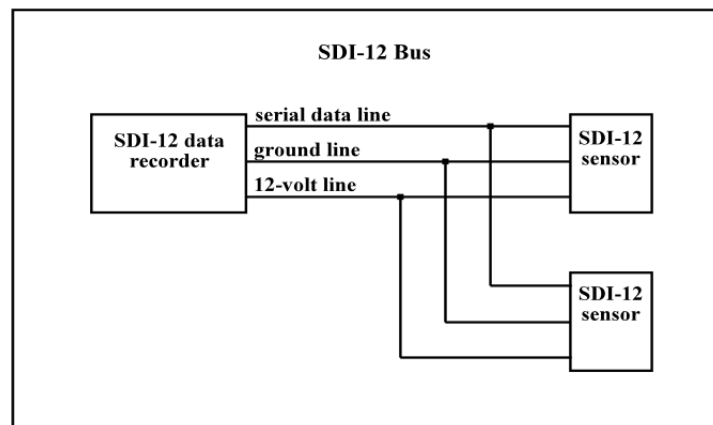 SDI-12 Bus
serial data line
SDI-12 data
recorder
ground line
12-volt line
SDI-12
sensor
SDI-12
sensor